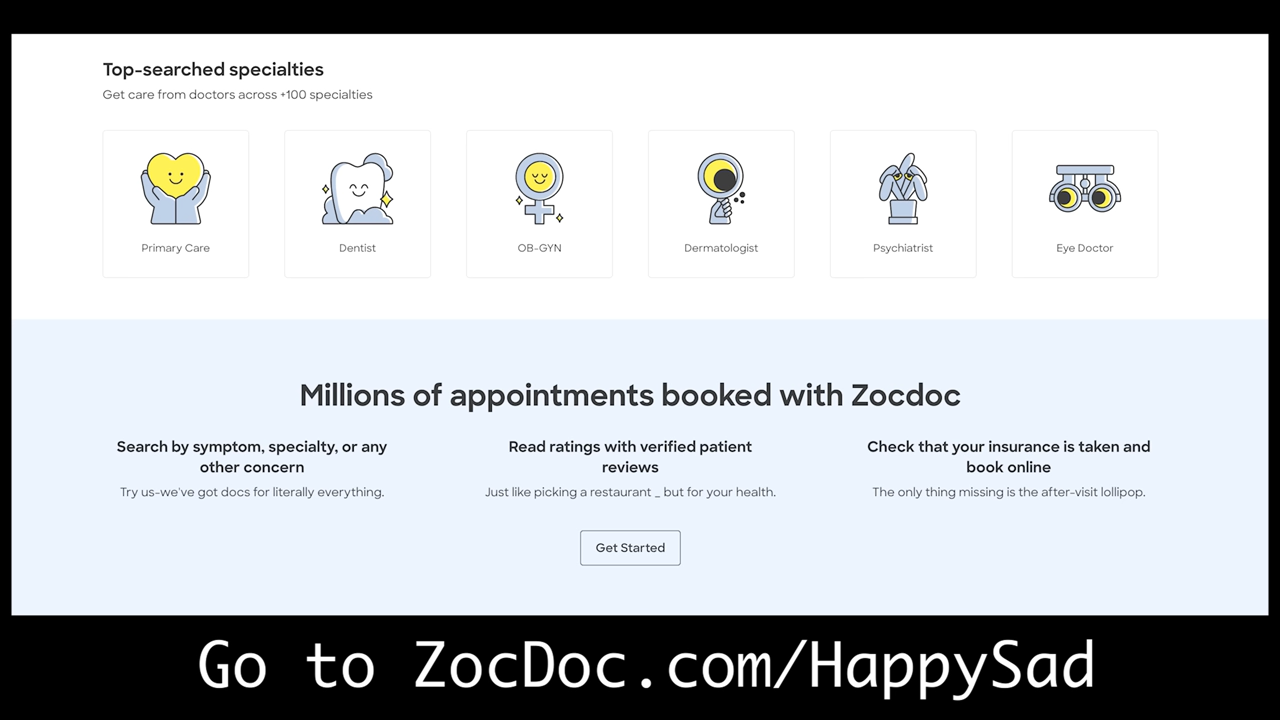 Top-searched specialties
Get care from doctors across +100 specialties
Primary Care
Dentist
OB-GYN
Dermatologist
Psychiatrist
Eye Doctor
Millions of appointments booked with Zocdoc
Search by symptom, specialty, or any
other concern
Try us-we've got docs for literally everything.
Read ratings with verified patient
reviews
Just like picking a restaurant _ but for your health.
Check that your insurance is taken and
book online
The only thing missing is the after-visit lollipop.
Get Started
Go to ZocDoc.com/HappySad